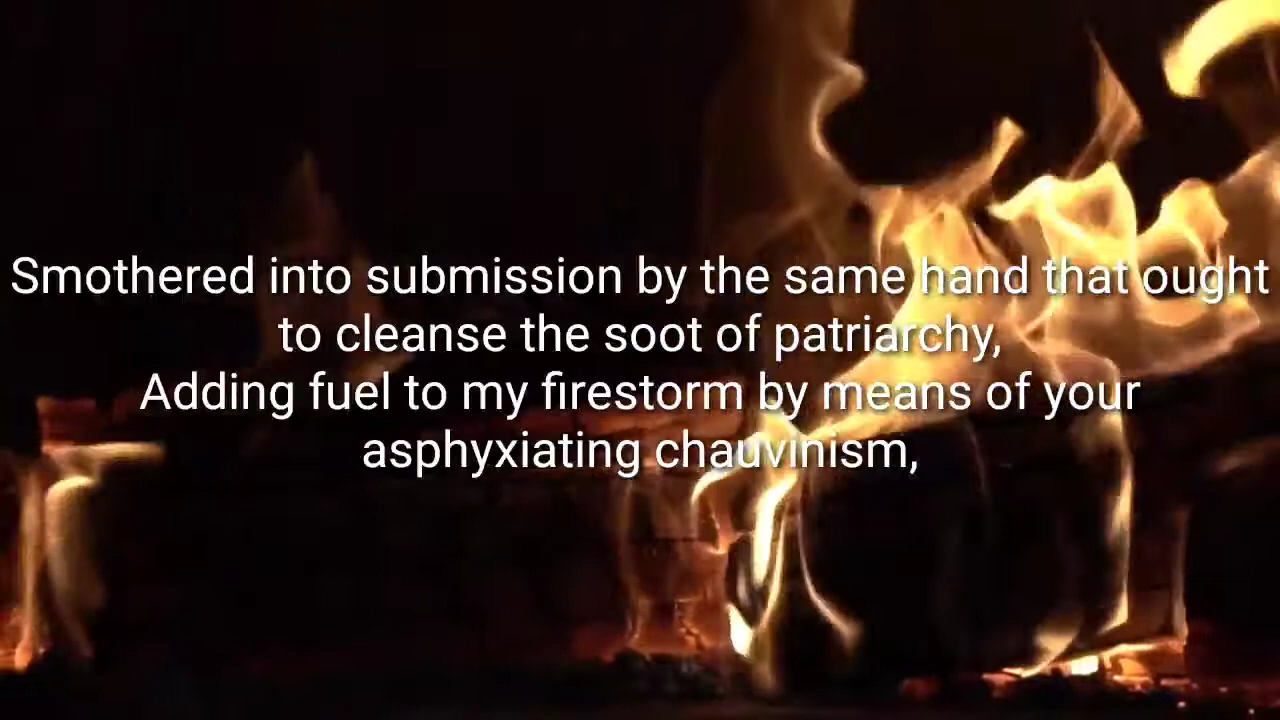 Smothered into submission by the same hand that ought
to cleanse the soot of patriarchy,
Adding fuel to my firestorm by means of your
asphyxiating chauvinism,